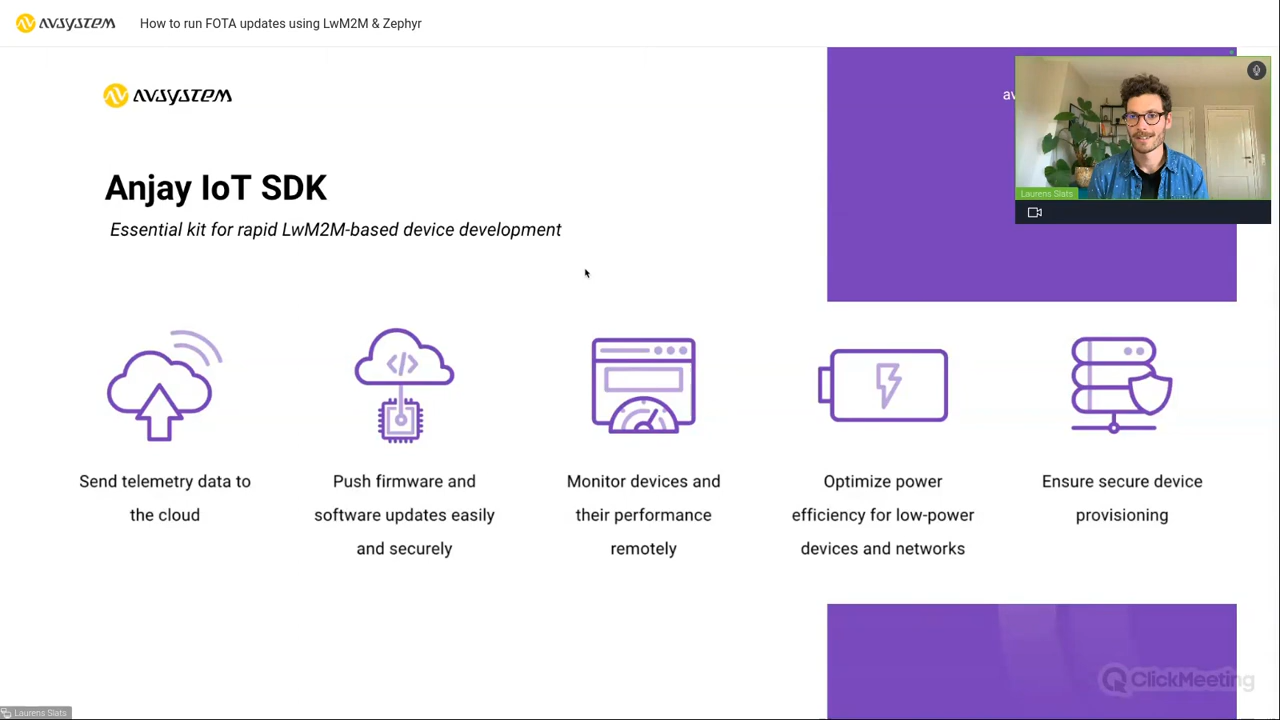 AVSYSTEM
How to run FOTA updates using LwM2M & Zephyr
AVSYSTEM
av
Laurens Slats
Anjay IoT SDK
Essential kit for rapid LwM2M-based device development
</>
Send telemetry data to
the cloud
Push firmware and
software updates easily
and securely
Monitor devices and
their performance
remotely
Optimize power
efficiency for low-power
devices and networks
Ensure secure device
provisioning
ClickMeeting
Laurens Slats